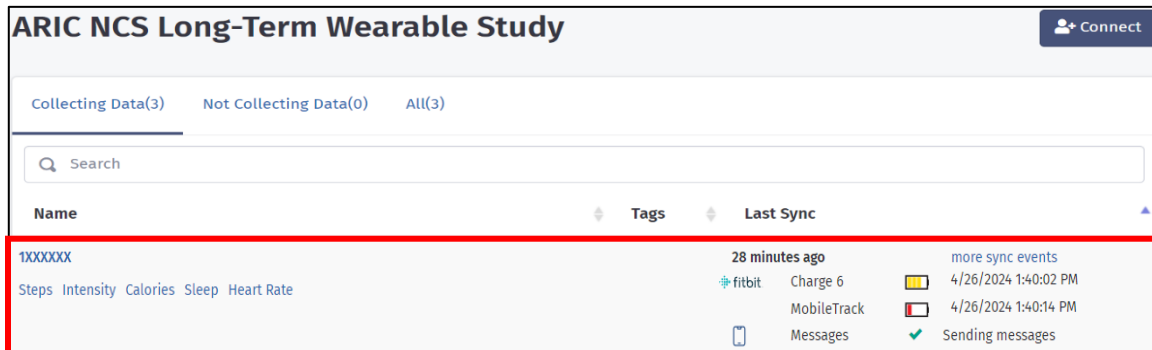 ARIC NCS Long-Term Wearable Study
Connect
Collecting Data(3) Not Collecting Data(0) All(3)
Search
Name Tags Last Sync
1XXXXXX 28 minutes ago more sync events
Steps Intensity Calories Sleep Heart Rate fitbit Charge 6 4/26/2024 1:40:02 PM
MobileTrack 4/26/2024 1:40:14 PM
Messages Sending messages